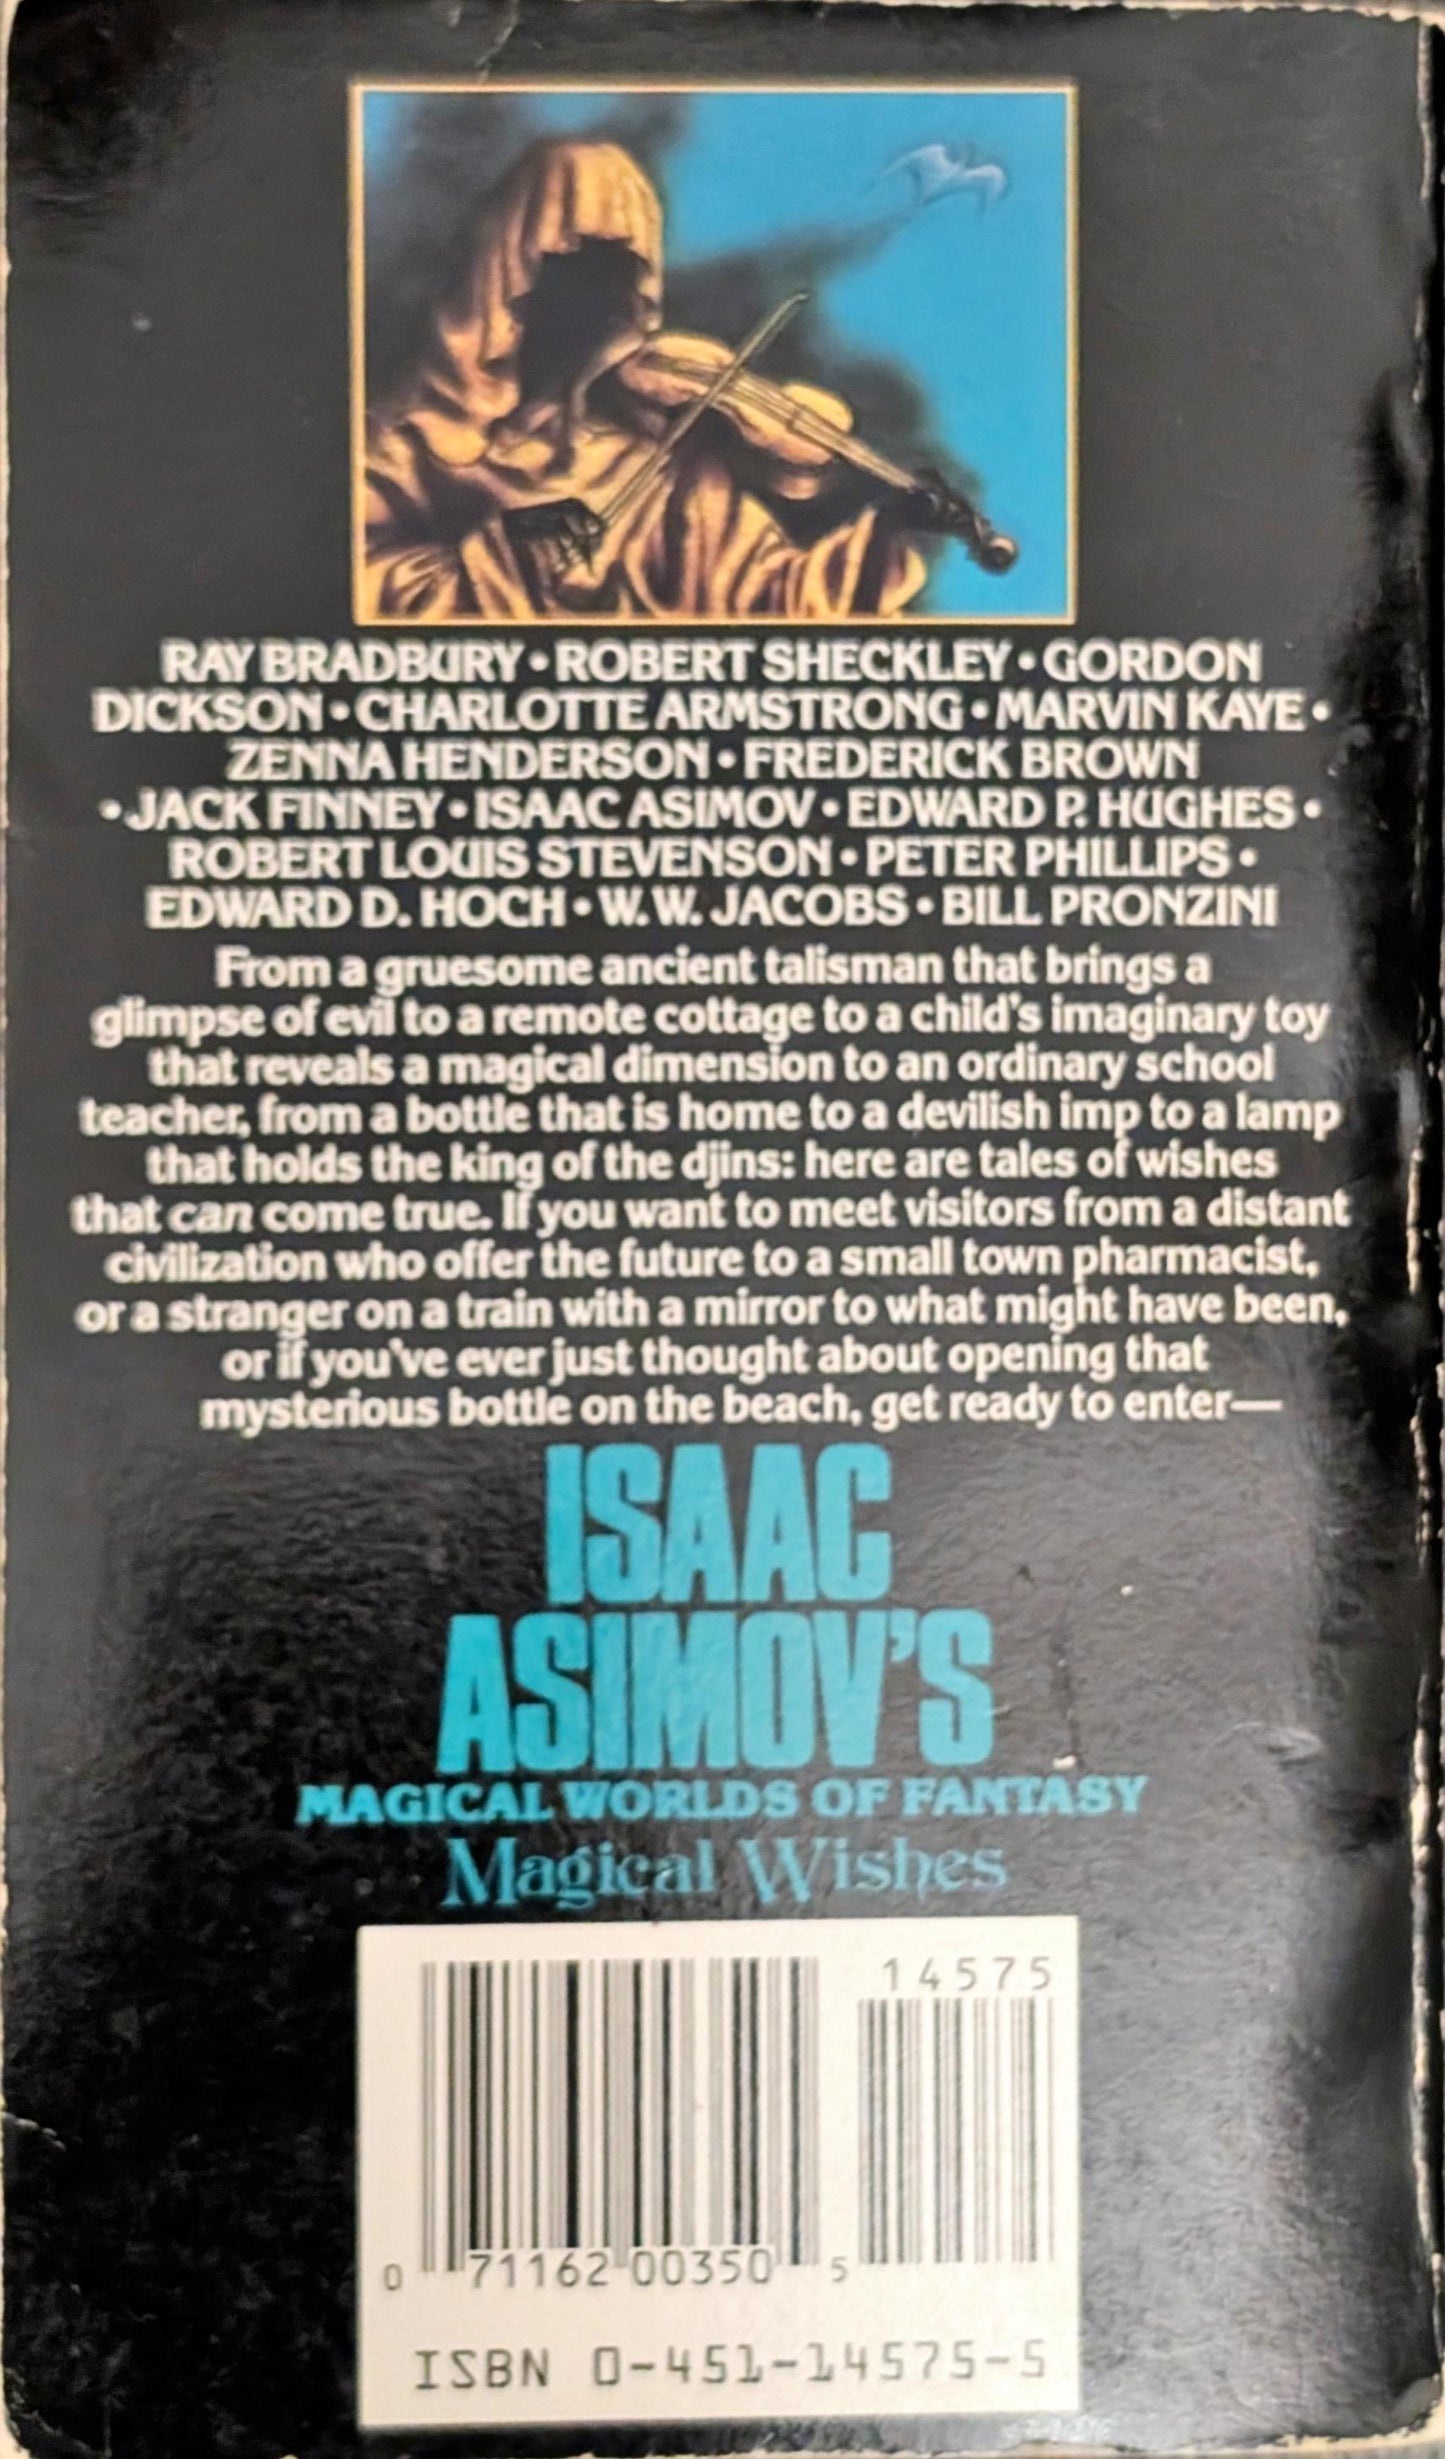 RAY BRADBURY • ROBERT SHECKLEY • GORDON
DICKSON • CHARLOTTE ARMSTRONG • MARVIN KAYE •
ZENNA HENDERSON • FREDERICK BROWN
• JACK FINNEY • ISAAC ASIMOV • EDWARD P. HUGHES •
ROBERT LOUIS STEVENSON • PETER PHILLIPS •
EDWARD D. HOCH • W. W. JACOBS • BILL PRONZINI
From a gruesome ancient talisman that brings a
glimpse of evil to a remote cottage to a child's imaginary toy
that reveals a magical dimension to an ordinary school
teacher, from a bottle that is home to a devilish imp to a lamp
that holds the king of the djins: here are tales of wishes
that can come true. If you want to meet visitors from a distant
civilization who offer the future to a small town pharmacist,
or a stranger on a train with a mirror to what might have been,
or if you've ever just thought about opening that
mysterious bottle on the beach, get ready to enter—
ISAAC
ASIMOV'S
MAGICAL WORLDS OF FANTASY
Magical Wishes
14575
0 71162 00350 5
ISBN 0-451-14575-5